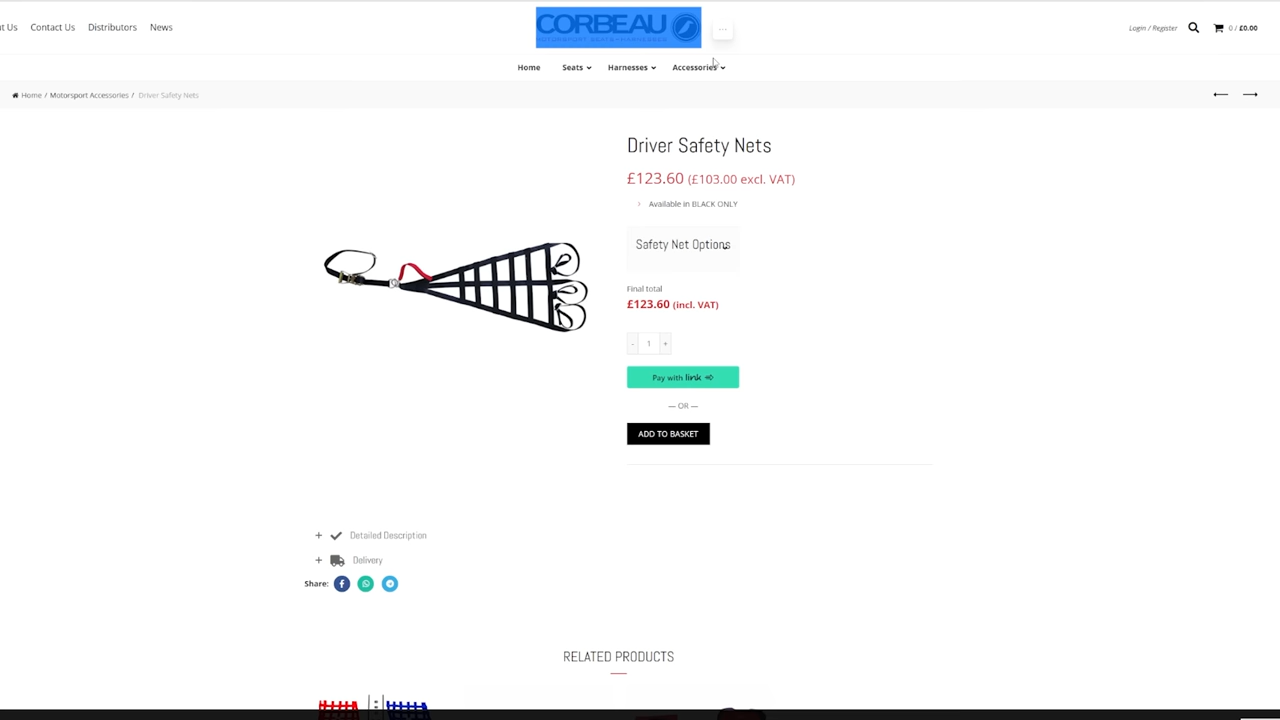 t Us Contact Us Distributors News
CORBEAU
MOTORSPORT SEATS + HARNESSES
Login / Register
0 / £0.00
Home Seats Harnesses Accessories
Home / Motorsport Accessories / Driver Safety Nets
Driver Safety Nets
£123.60 (£103.00 excl. VAT)
Available in BLACK ONLY
Safety Net Options
Final total
£123.60 (incl. VAT)
- 1 +
Pay with link
— OR —
ADD TO BASKET
+ Detailed Description
+ Delivery
Share:
RELATED PRODUCTS